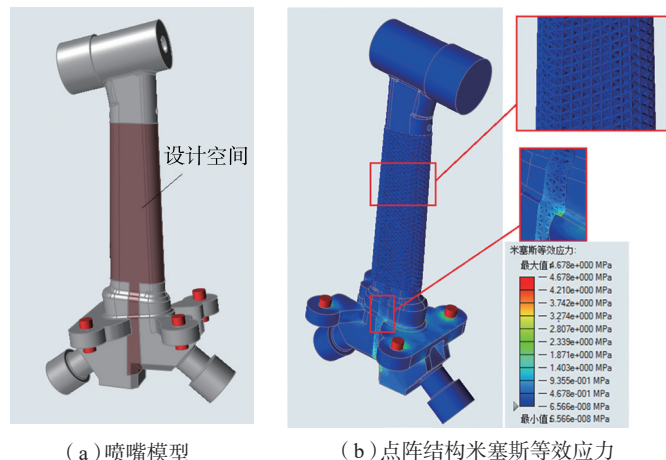 设计空间
米塞斯等效应力:
最大值:4.678e+000 MPa
4.678e+000 MPa
4.210e+000 MPa
3.742e+000 MPa
3.274e+000 MPa
2.807e+000 MPa
2.339e+000 MPa
1.871e+000 MPa
1.403e+000 MPa
9.355e-001 MPa
4.678e-001 MPa
6.566e-008 MPa
最小值:6.566e-008 MPa
（a）喷嘴模型
（b）点阵结构米塞斯等效应力